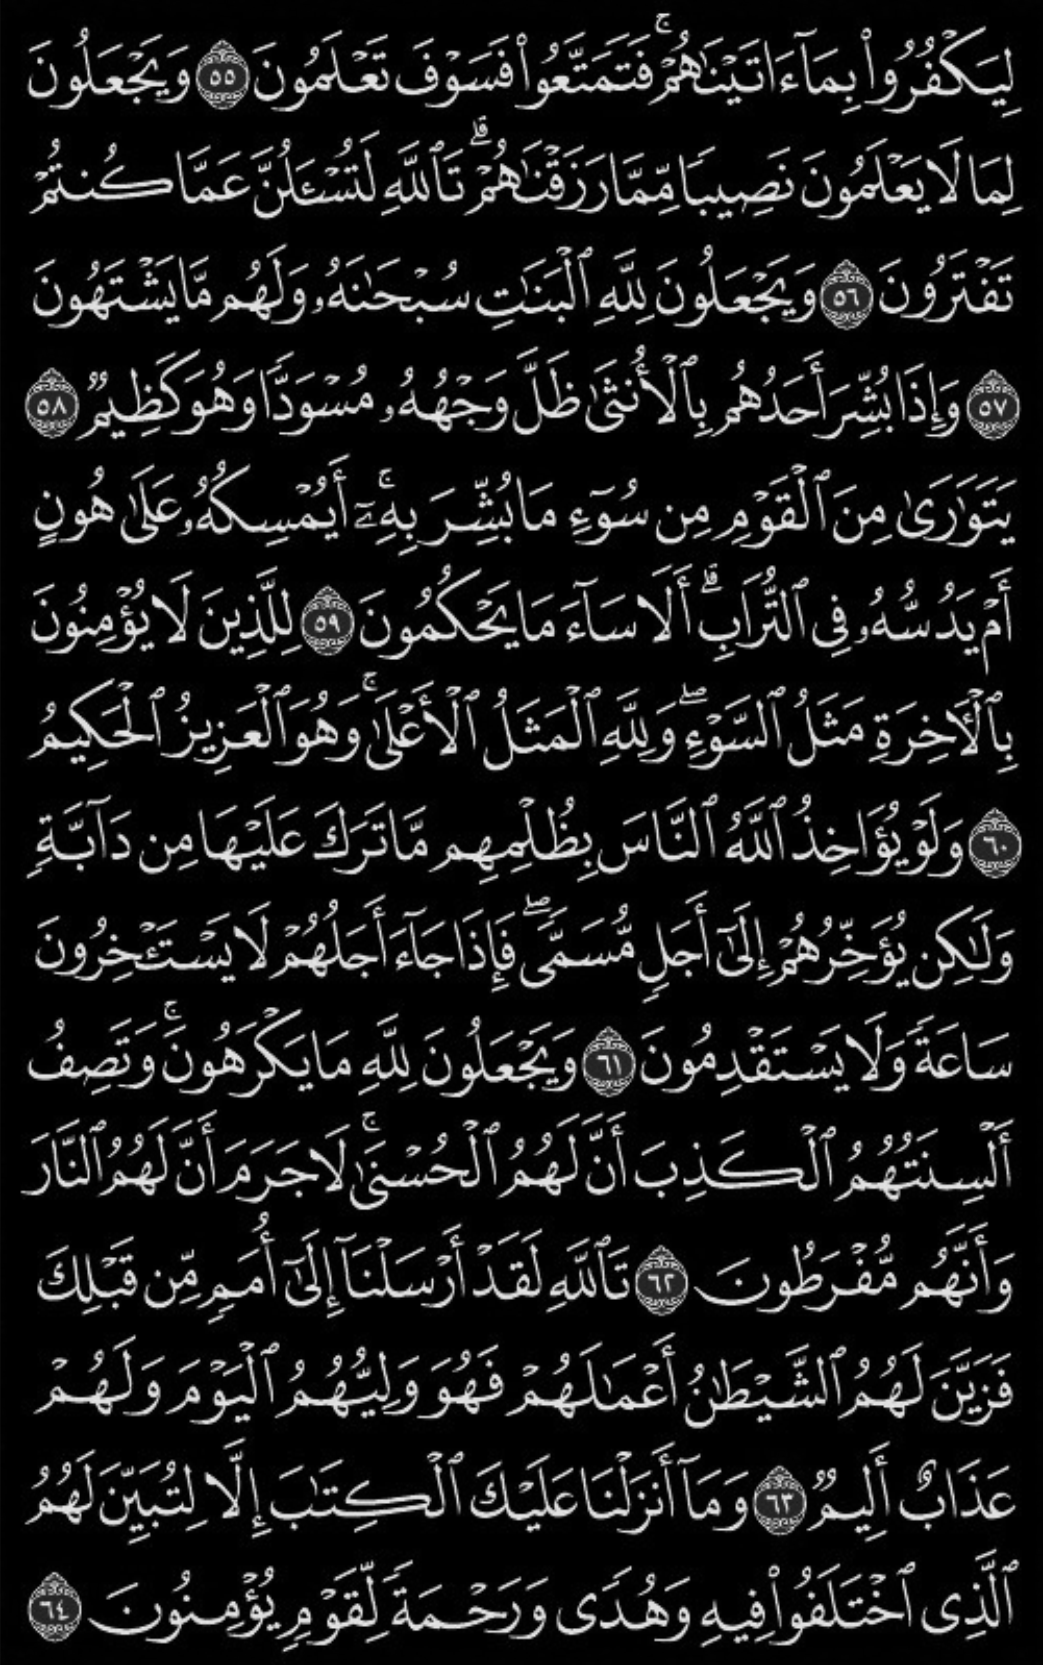 لِيَكْفُرُوا۟ بِمَآ ءَاتَيْنَٰهُمْ ۚ فَتَمَتَّعُوا۟ فَسَوْفَ تَعْلَمُونَ ٥٥ وَيَجْعَلُونَ
لِمَا لَا يَعْلَمُونَ نَصِيبًا مِّمَّا رَزَقْنَٰهُمْ ۗ تَٱللَّهِ لَتُسْـَٔلُنَّ عَمَّا كُنتُمْ
تَفْتَرُونَ ٥٦ وَيَجْعَلُونَ لِلَّهِ ٱلْبَنَٰتِ سُبْحَٰنَهُۥ وَلَهُم مَّا يَشْتَهُونَ
٥٧ وَإِذَا بُشِّرَ أَحَدُهُم بِٱلْأُنثَىٰ ظَلَّ وَجْهُهُۥ مُسْوَدًّا وَهُوَ كَظِيمٌ ٥٨
يَتَوَٰرَىٰ مِنَ ٱلْقَوْمِ مِن سُوٓءِ مَا بُشِّرَ بِهِۦٓ ۚ أَيُمْسِكُهُۥ عَلَىٰ هُونٍ
أَمْ يَدُسُّهُۥ فِى ٱلتُّرَابِ ۗ أَلَا سَآءَ مَا يَحْكُمُونَ ٥٩ لِلَّذِينَ لَا يُؤْمِنُونَ
بِٱلْءَاخِرَةِ مَثَلُ ٱلسَّوْءِ ۖ وَلِلَّهِ ٱلْمَثَلُ ٱلْأَعْلَىٰ ۚ وَهُوَ ٱلْعَزِيزُ ٱلْحَكِيمُ
٦٠ وَلَوْ يُؤَاخِذُ ٱللَّهُ ٱلنَّاسَ بِظُلْمِهِم مَّا تَرَكَ عَلَيْهَا مِن دَآبَّةٍ
وَلَٰكِن يُؤَخِّرُهُمْ إِلَىٰٓ أَجَلٍ مُّسَمًّى ۖ فَإِذَا جَآءَ أَجَلُهُمْ لَا يَسْتَـْٔخِرُونَ
سَاعَةً وَلَا يَسْتَقْدِمُونَ ٦١ وَيَجْعَلُونَ لِلَّهِ مَا يَكْرَهُونَ ۚ وَتَصِفُ
أَلْسِنَتُهُمُ ٱلْكَذِبَ أَنَّ لَهُمُ ٱلْحُسْنَىٰ ۚ لَا جَرَمَ أَنَّ لَهُمُ ٱلنَّارَ
وَأَنَّهُم مُّفْرَطُونَ ٦٢ تَٱللَّهِ لَقَدْ أَرْسَلْنَآ إِلَىٰٓ أُمَمٍ مِّن قَبْلِكَ
فَزَيَّنَ لَهُمُ ٱلشَّيْطَٰنُ أَعْمَٰلَهُمْ فَهُوَ وَلِيُّهُمُ ٱلْيَوْمَ وَلَهُمْ
عَذَابٌ أَلِيمٌ ٦٣ وَمَآ أَنزَلْنَا عَلَيْكَ ٱلْكِتَٰبَ إِلَّا لِتُبَيِّنَ لَهُمُ
ٱلَّذِى ٱخْتَلَفُوا۟ فِيهِ وَهُدًى وَرَحْمَةً لِّقَوْمٍ يُؤْمِنُونَ ٦٤